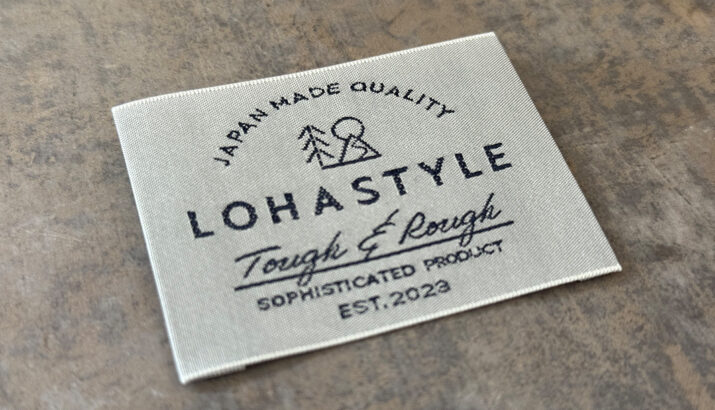 JAPAN MADE QUALITY
LOHASTYLE
Tough & Rough
SOPHISTICATED PRODUCT
EST.2023